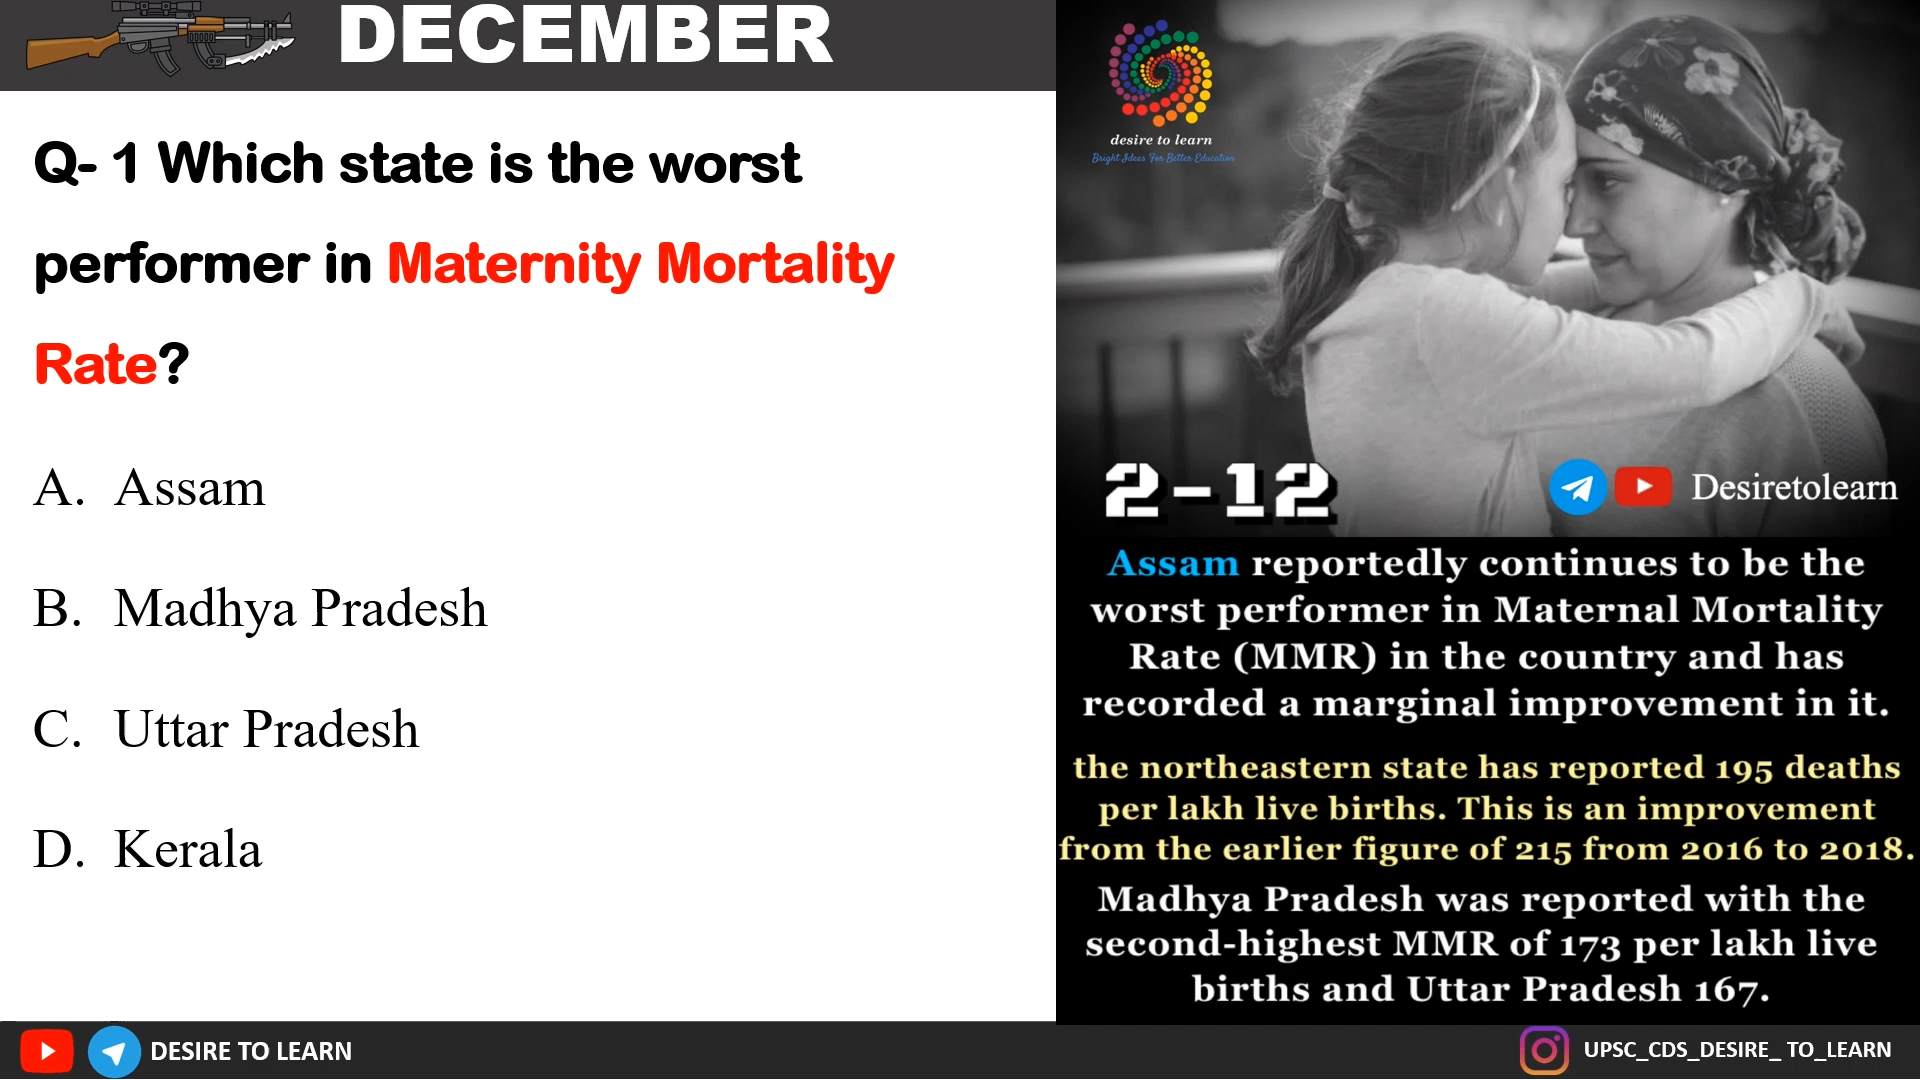 DECEMBER
Q- 1 Which state is the worst
performer in Maternity Mortality
Rate?
A. Assam
B. Madhya Pradesh
C. Uttar Pradesh
D. Kerala
desire to learn
Bright Ideas For Better Education
2-12
Desiretolearn
Assam reportedly continues to be the
worst performer in Maternal Mortality
Rate (MMR) in the country and has
recorded a marginal improvement in it.
the northeastern state has reported 195 deaths
per lakh live births. This is an improvement
from the earlier figure of 215 from 2016 to 2018.
Madhya Pradesh was reported with the
second-highest MMR of 173 per lakh live
births and Uttar Pradesh 167.
DESIRE TO LEARN
UPSC_CDS_DESIRE_ TO_LEARN